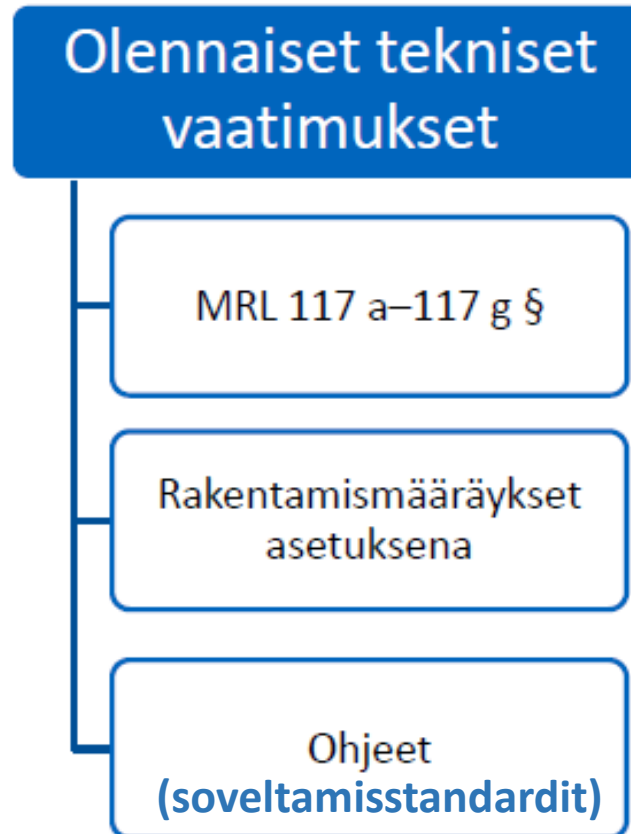 Olennaiset tekniset
vaatimukset
MRL 117 a–117 g §
Rakentamismääräykset
asetuksena
Ohjeet
(soveltamisstandardit)